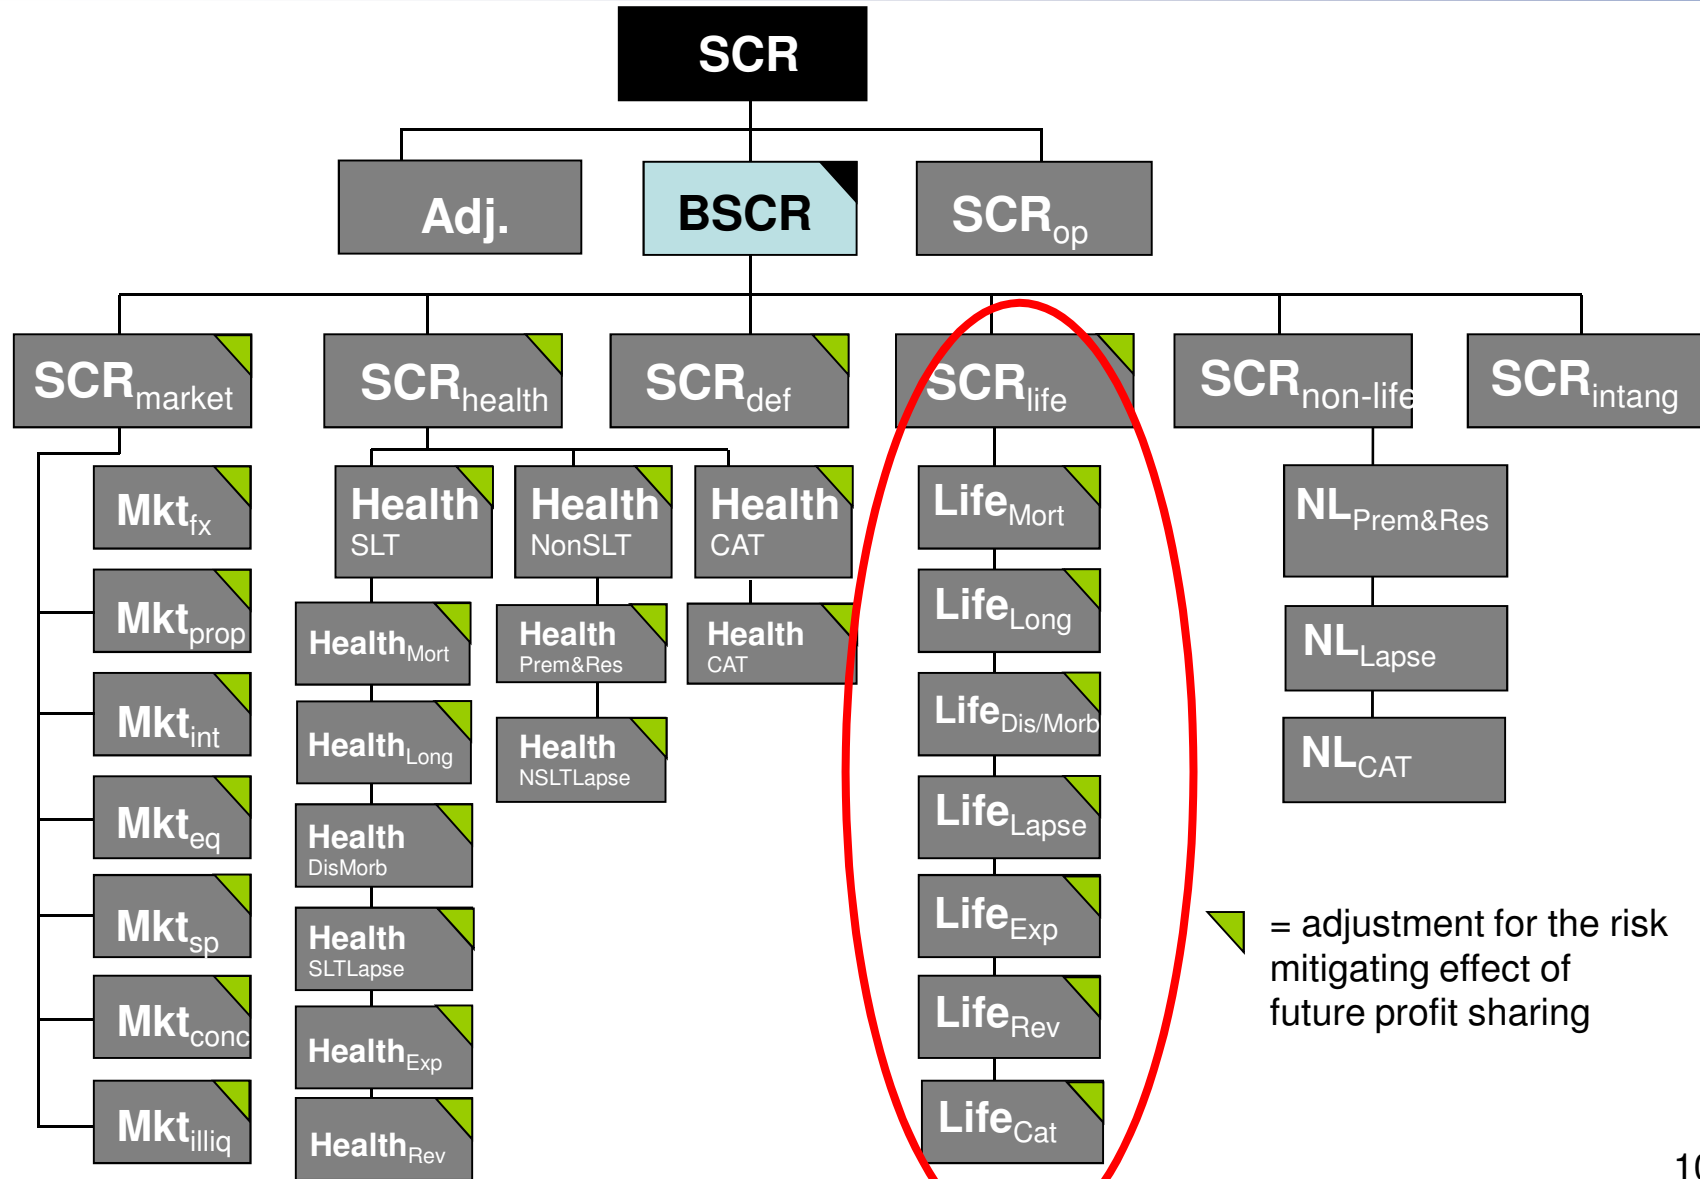 SCR
Adj.
BSCR
SCRop
SCRmarket
SCRhealth
SCRdef
SCRlife
SCRnon-life
SCRintang
Mktfx
Mktprop
Mktint
Mkteq
Mktsp
Mktconc
Mktilliq
Health
SLT
HealthMort
HealthLong
Health
DisMorb
Health
SLTLapse
HealthExp
HealthRev
Health
NonSLT
Health
Prem&Res
Health
NSLTLapse
Health
CAT
Health
CAT
LifeMort
LifeLong
LifeDis/Morb
LifeLapse
LifeExp
LifeRev
LifeCat
NLPrem&Res
NLLapse
NLCAT
= adjustment for the risk
mitigating effect of
future profit sharing
10